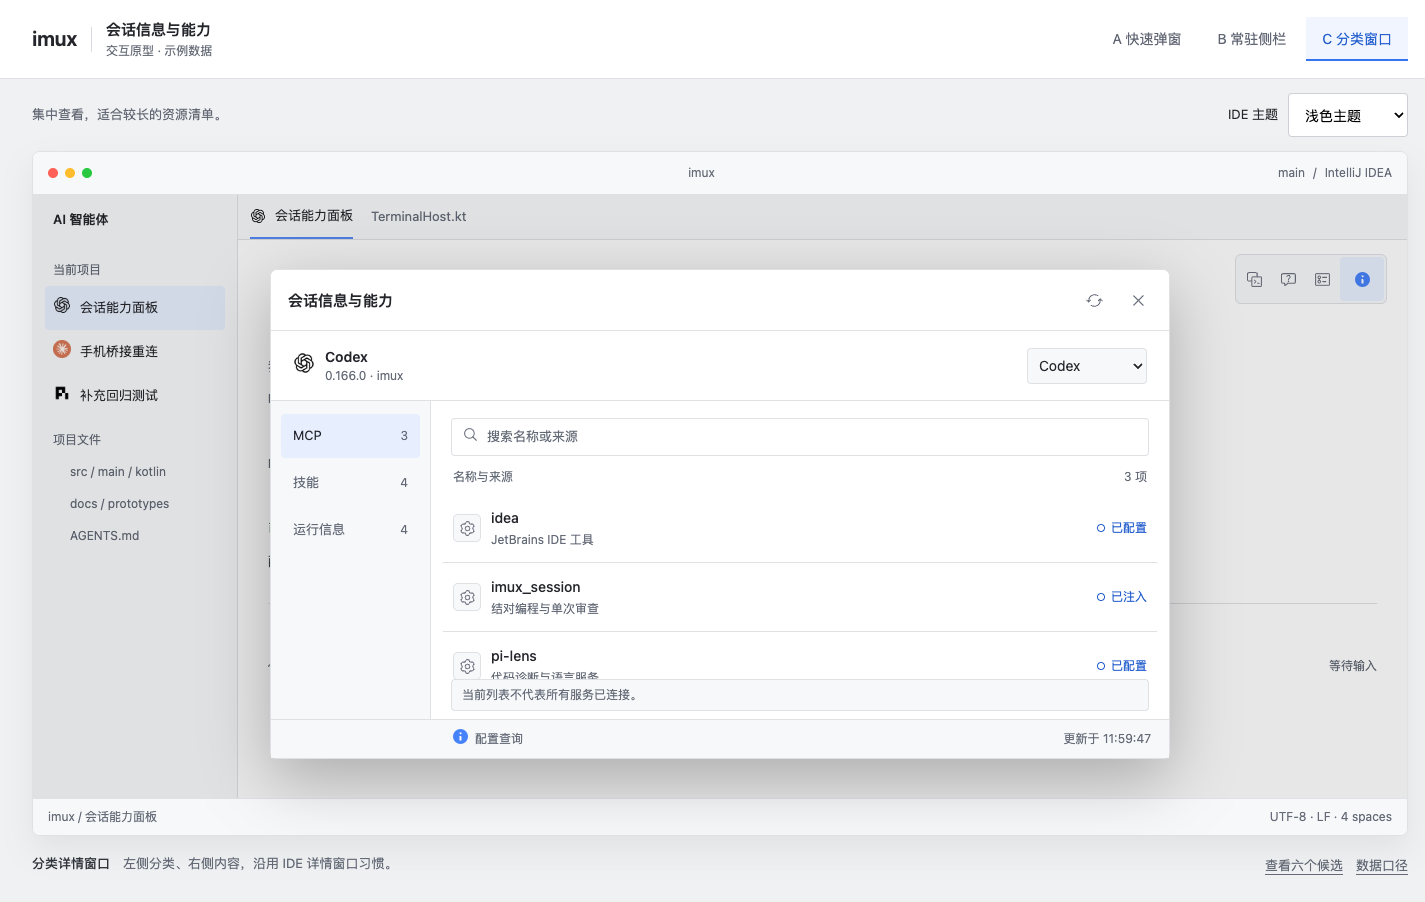 imux
会话信息与能力
交互原型 · 示例数据
A 快速弹窗
B 常驻侧栏
C 分类窗口
集中查看，适合较长的资源清单。
IDE 主题
浅色主题
imux
main / IntelliJ IDEA
AI 智能体
会话能力面板
TerminalHost.kt
当前项目
会话能力面板
手机桥接重连
补充回归测试
项目文件
src / main / kotlin
docs / prototypes
AGENTS.md
会话信息与能力
Codex
0.166.0 · imux
Codex
MCP 3
技能 4
运行信息 4
搜索名称或来源
名称与来源
3 项
idea
JetBrains IDE 工具
已配置
imux_session
结对编程与单次审查
已注入
pi-lens
代码诊断与语言服务
已配置
当前列表不代表所有服务已连接。
配置查询
更新于 11:59:47
等待输入
imux / 会话能力面板
UTF-8 · LF · 4 spaces
分类详情窗口 左侧分类、右侧内容，沿用 IDE 详情窗口习惯。
查看六个候选
数据口径